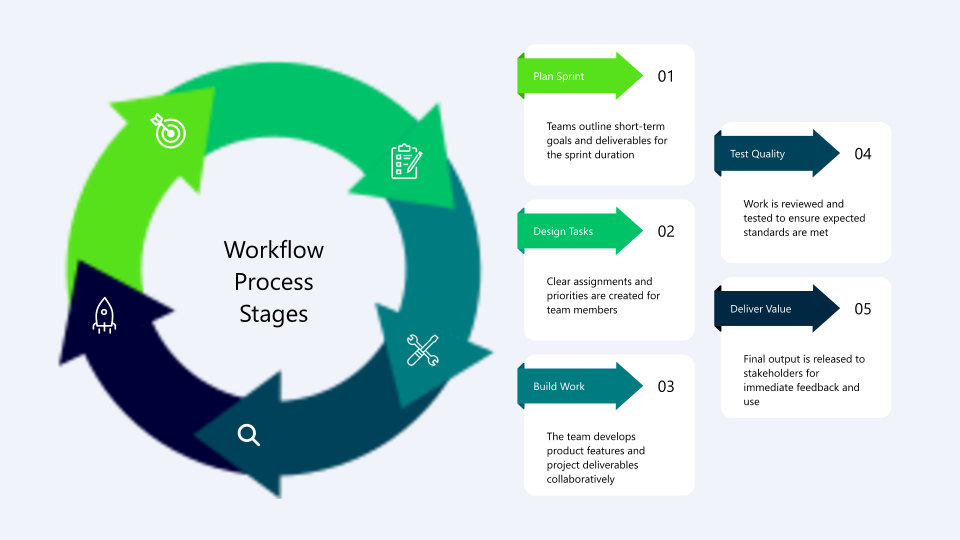 Workflow
Process
Stages
Plan Sprint
01
Teams outline short-term
goals and deliverables for
the sprint duration
Design Tasks
02
Clear assignments and
priorities are created for
team members
Build Work
03
The team develops
product features and
project deliverables
collaboratively
Test Quality
04
Work is reviewed and
tested to ensure expected
standards are met
Deliver Value
05
Final output is released to
stakeholders for
immediate feedback and
use